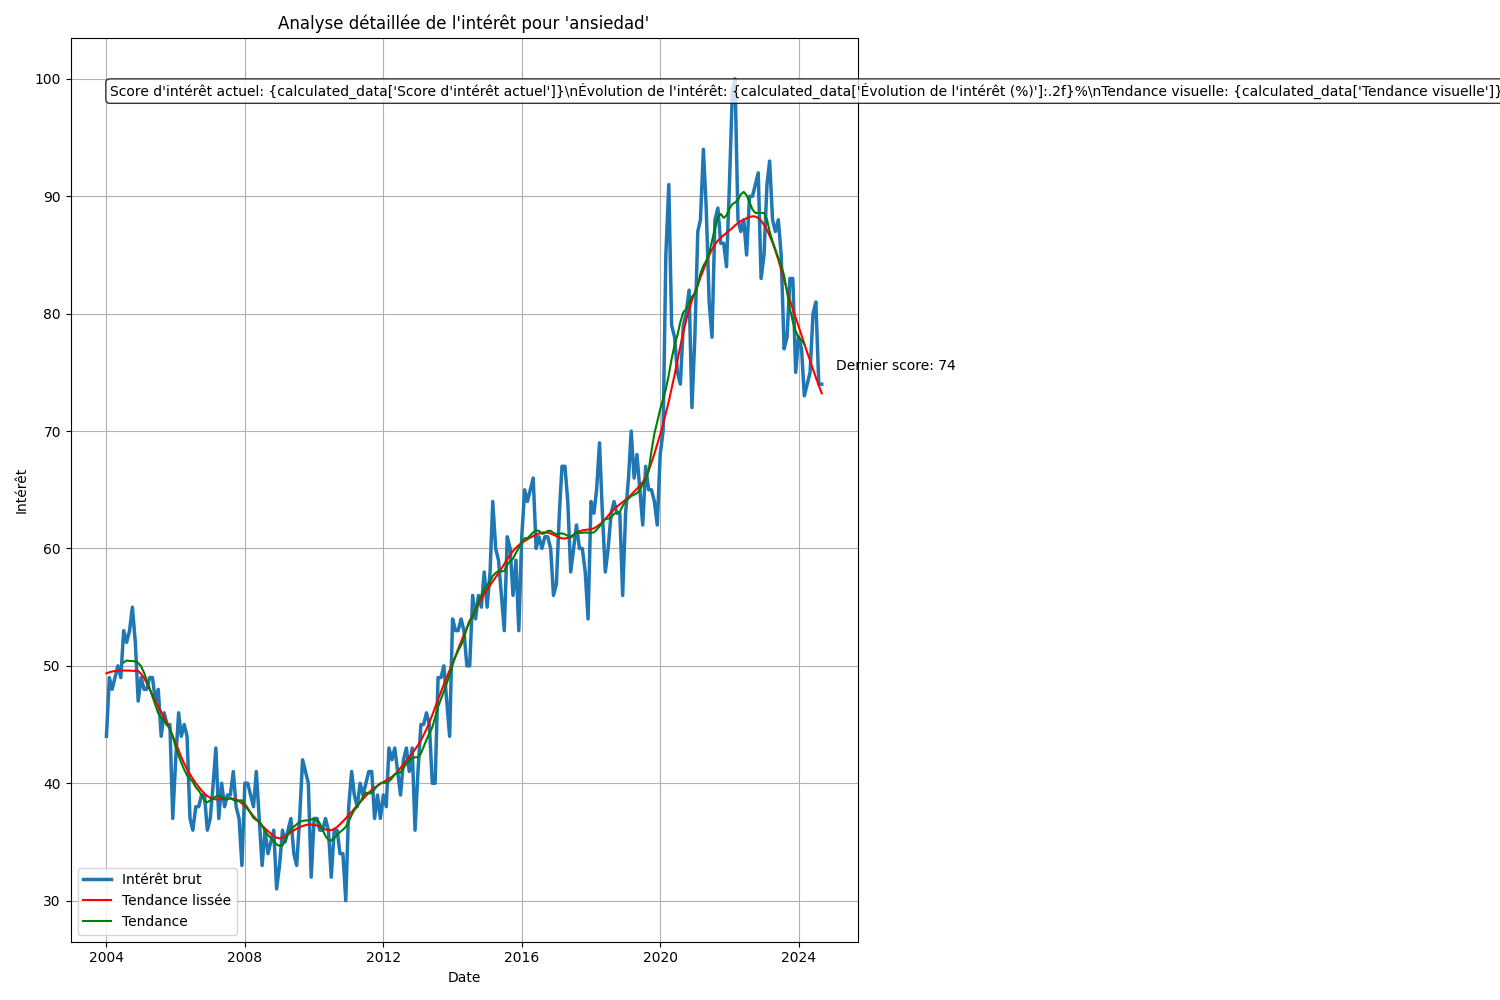 Analyse détaillée de l'intérêt pour 'ansiedad'
Score d'intérêt actuel: {calculated_data['Score d'intérêt actuel']}\nÉvolution de l'intérêt: {calculated_data['Évolution de l'intérêt (%)']:.2f}%\nTendance visuelle: {calculated_data['Tendance visuelle']}
100
90
80
70
60
50
40
30
Intérêt
Dernier score: 74
Intérêt brut
Tendance lissée
Tendance
2004 2008 2012 2016 2020 2024
Date